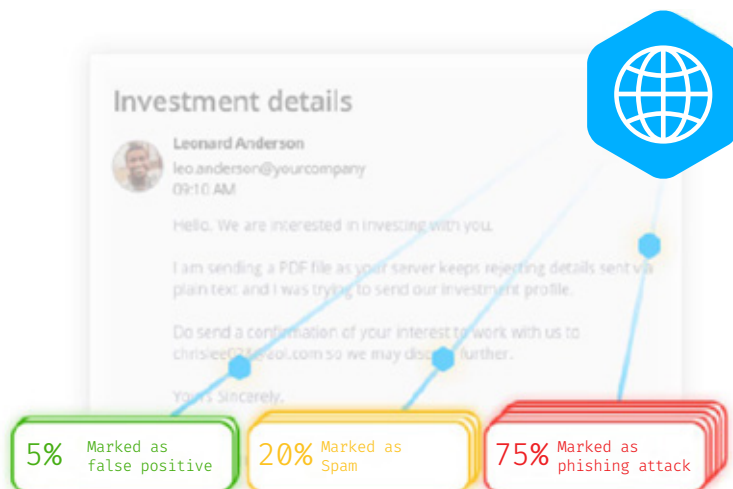 Investment details
Leonard Anderson
leo.anderson@yourcompany
09:10 AM
Hello. We are interested in investing with you.
I am sending a PDF file as your server keeps rejecting details sent via
plain text and I was trying to send our investment profile.
Do send a confirmation of your interest to work with us to
so we may discuss further.
Yours Sincerely,
5% Marked as
false positive
20% Marked as
Spam
75% Marked as
phishing attack